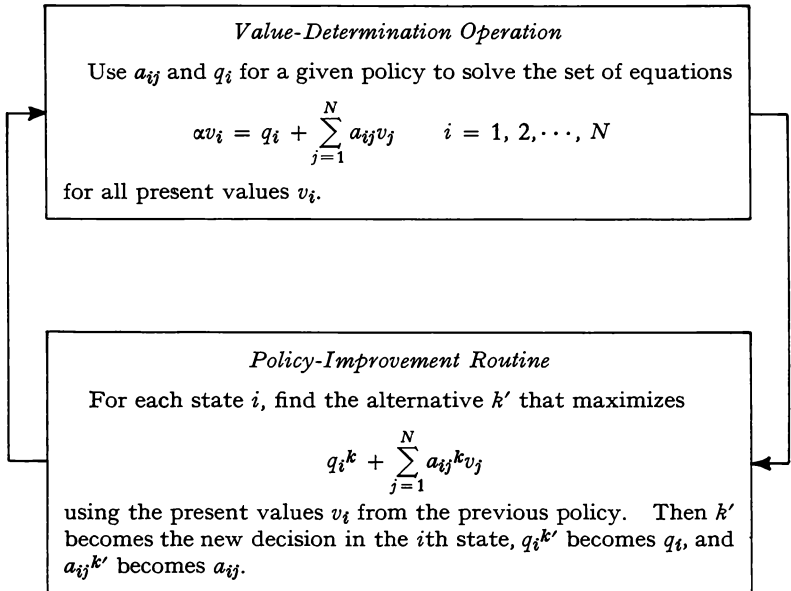 Value-Determination Operation
Use aᵢⱼ and qᵢ for a given policy to solve the set of equations
αvᵢ = qᵢ + ∑ⱼ₌₁ᴺ aᵢⱼvⱼ i = 1, 2,⋯, N
for all present values vᵢ.
Policy-Improvement Routine
For each state i, find the alternative k′ that maximizes
qᵢᵏ + ∑ⱼ₌₁ᴺ aᵢⱼᵏvⱼ
using the present values vᵢ from the previous policy. Then k′
becomes the new decision in the ith state, qᵢᵏ′ becomes qᵢ, and
aᵢⱼᵏ′ becomes aᵢⱼ.